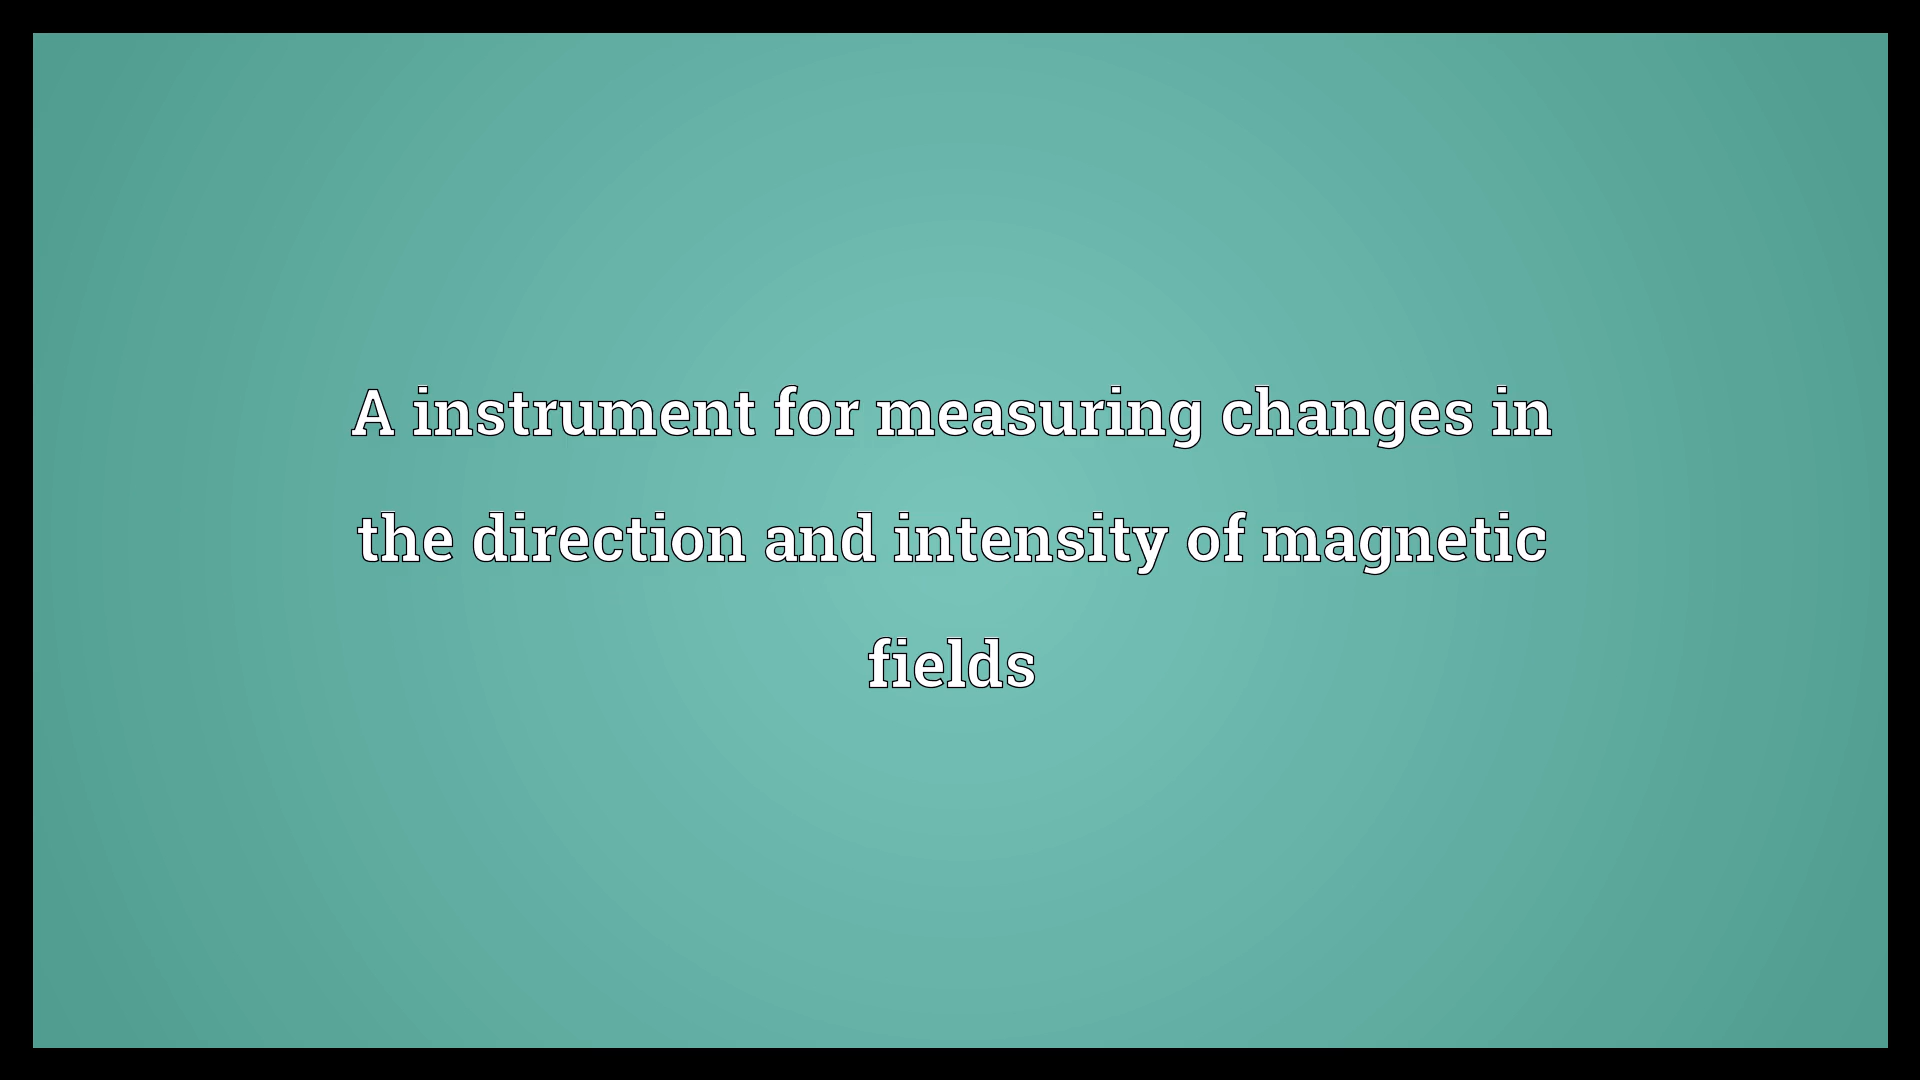 A instrument for measuring changes in
the direction and intensity of magnetic
fields